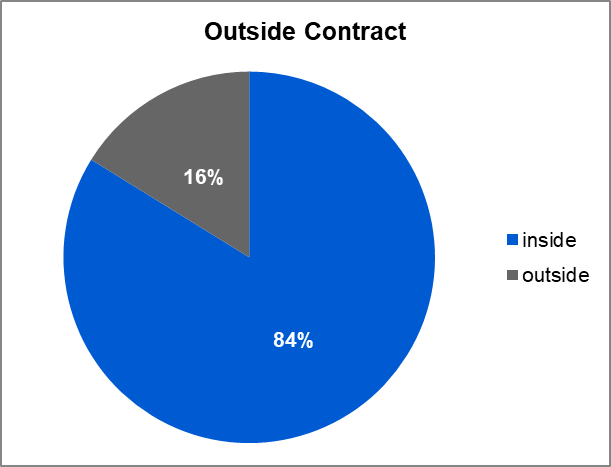 Outside Contract
16%
inside
outside
84%